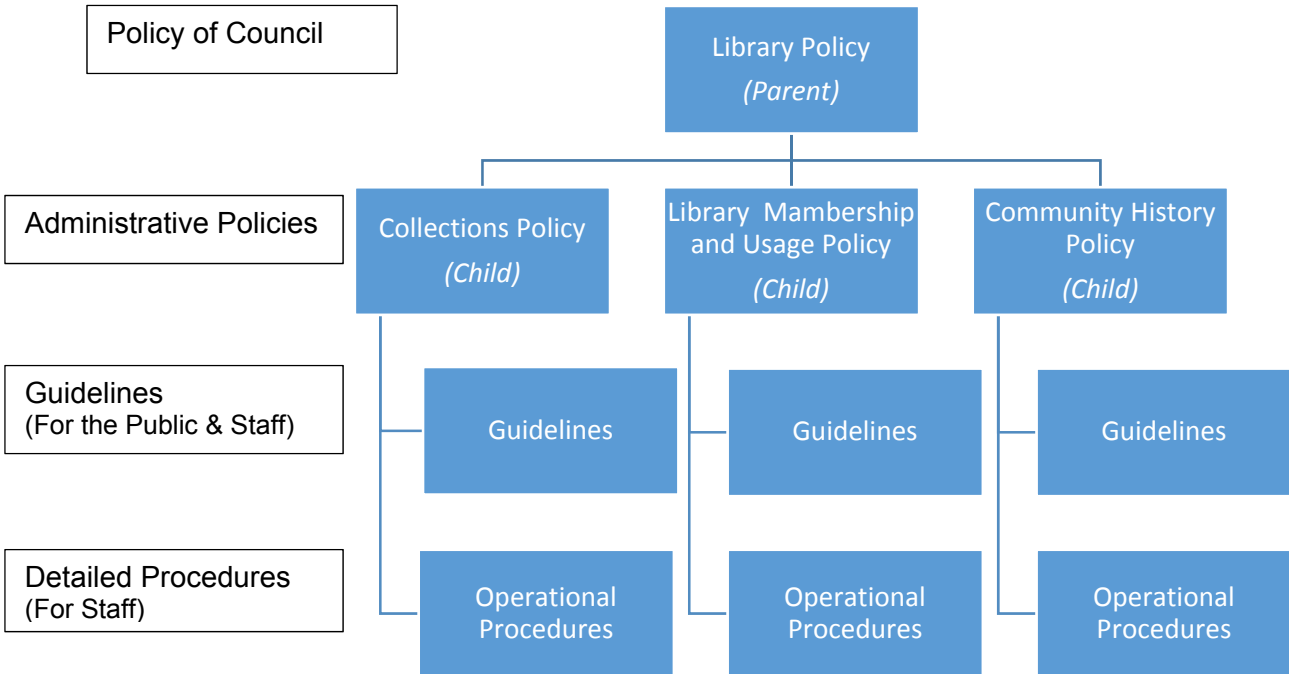 Policy of Council
Library Policy
(Parent)
Administrative Policies
Collections Policy
(Child)
Library Mambership
and Usage Policy
(Child)
Community History
Policy
(Child)
Guidelines
(For the Public & Staff)
Guidelines
Guidelines
Guidelines
Detailed Procedures
(For Staff)
Operational
Procedures
Operational
Procedures
Operational
Procedures